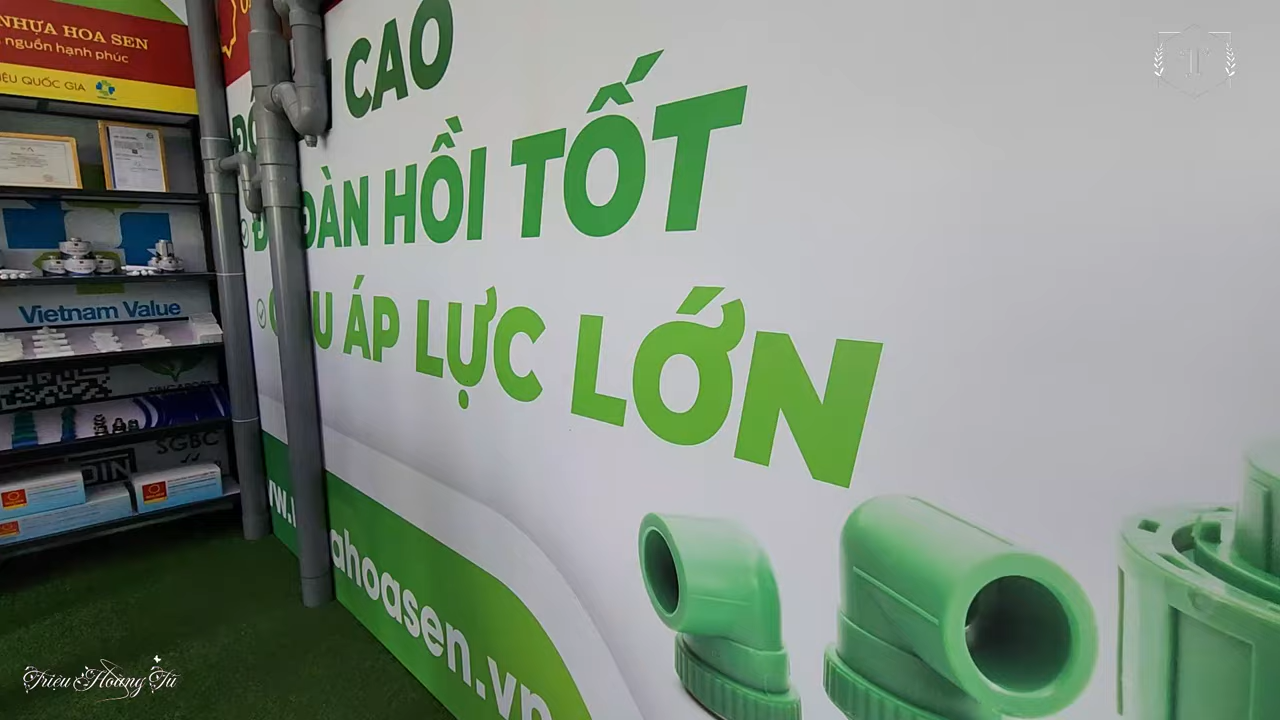 NHỰA HOA SEN
nguồn hạnh phúc
QUỐC GIA
Vietnam Value
SGBC
CAO
ĐÀN HỒI TỐT
ÁP LỰC LỚN
ahoasen.vn
Triệu Hoàng Tú